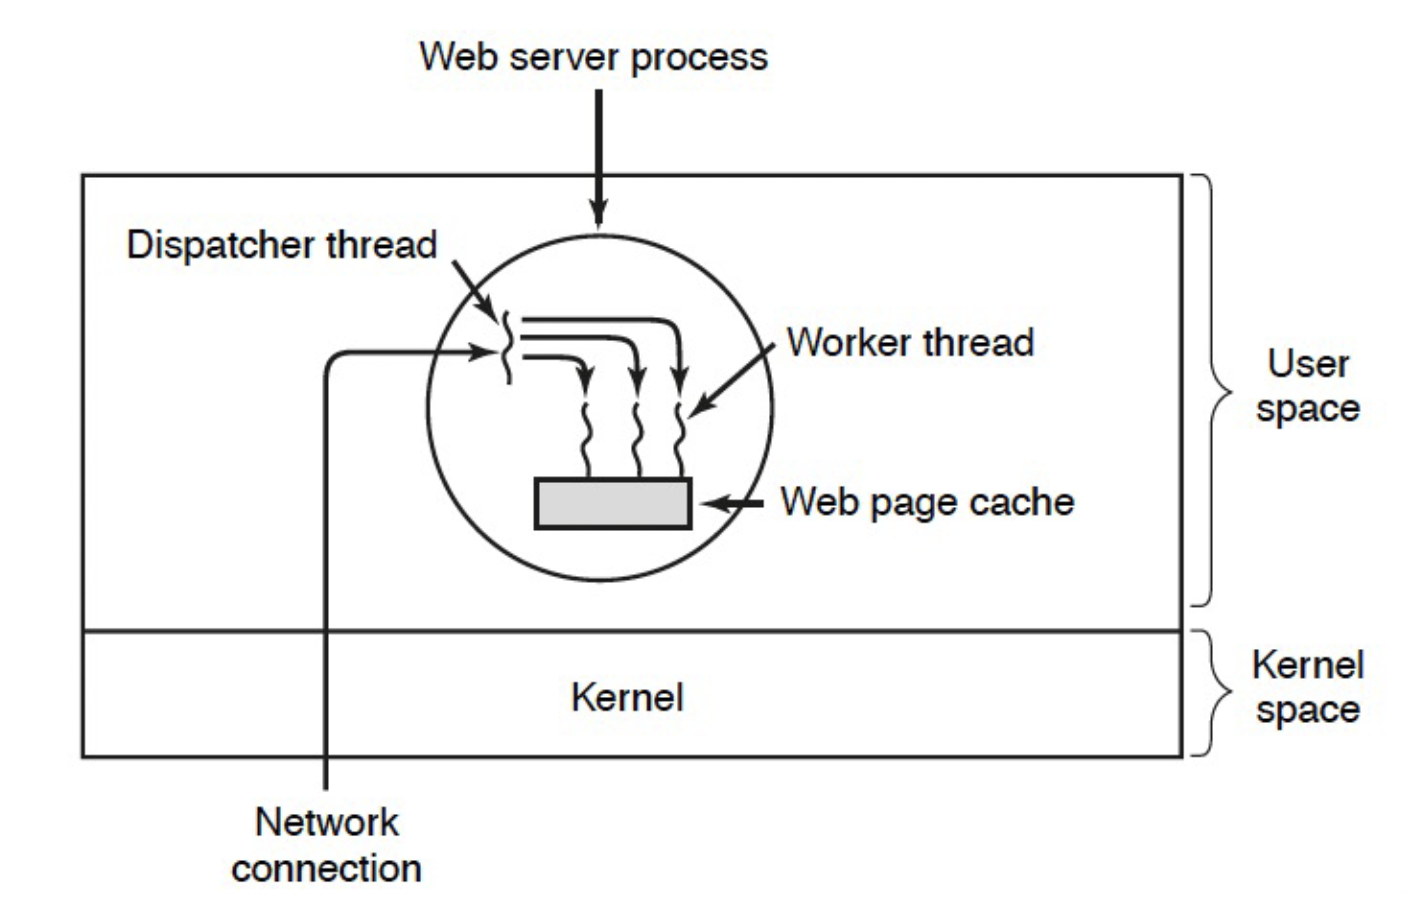 Web server process
Dispatcher thread
Worker thread
User
space
Web page cache
Kernel
Kernel
space
Network
connection